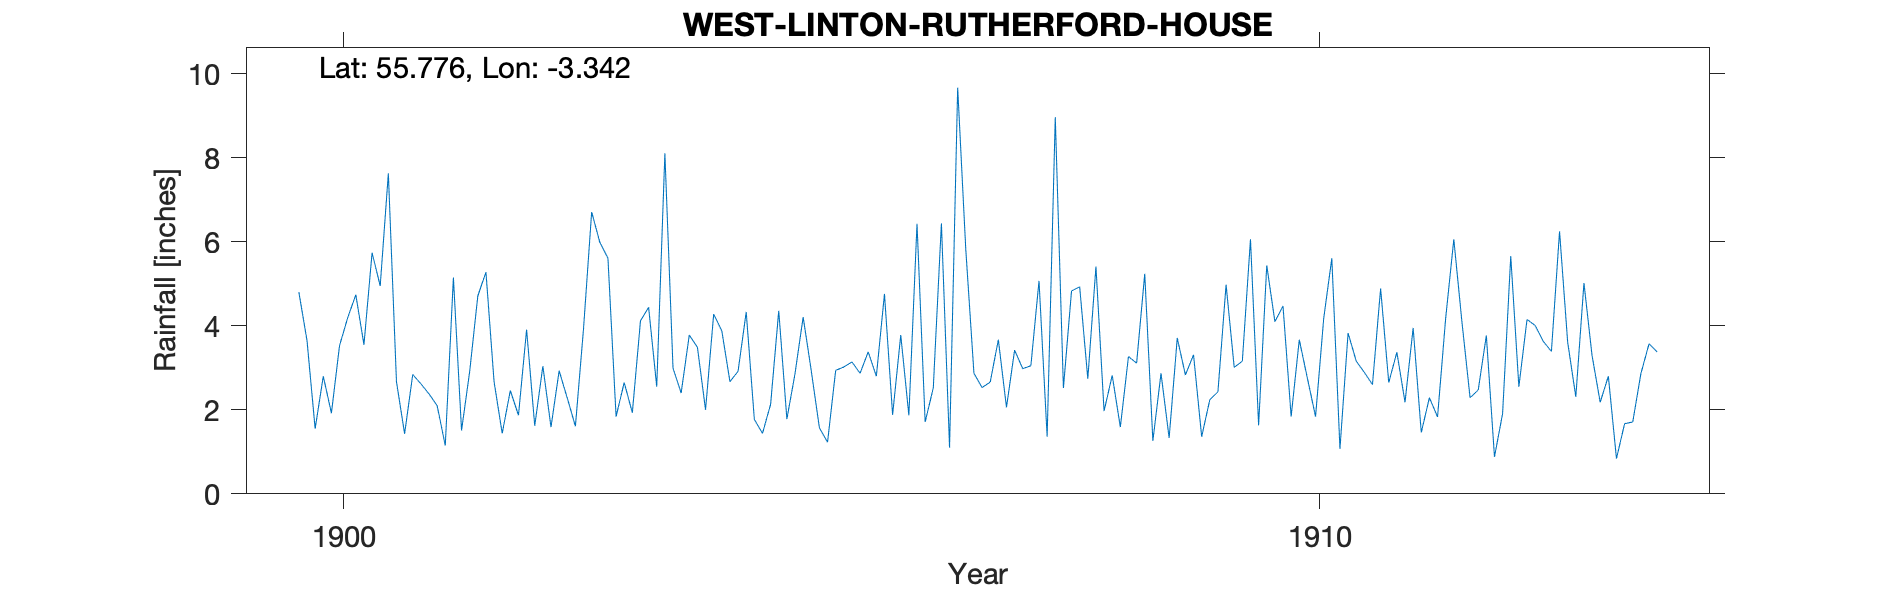 WEST-LINTON-RUTHERFORD-HOUSE
Lat: 55.776, Lon: -3.342
10
8
6
4
2
0
Rainfall [inches]
1900
1910
Year